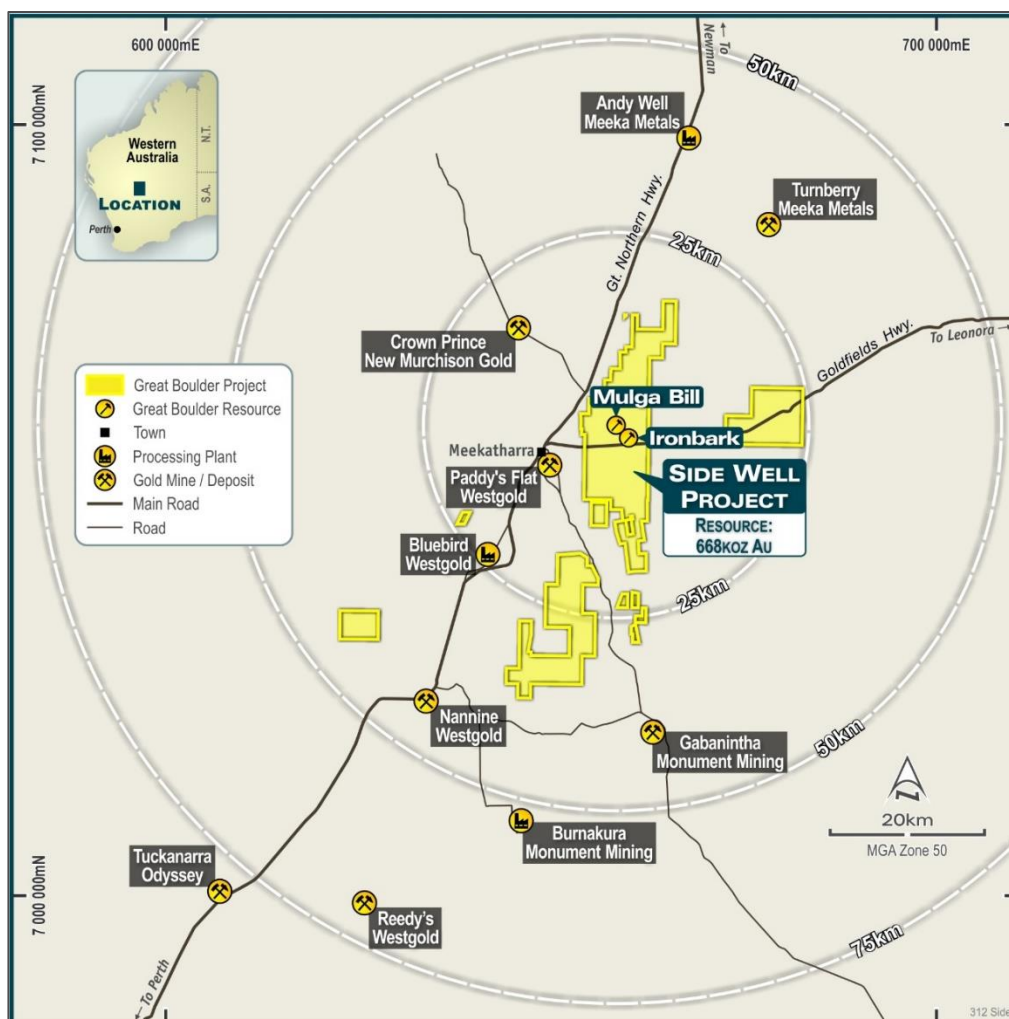 600 000mE
700 000mE
← To
Newman
50km
7 100 000mN
Western
Australia
N.T.
S.A.
LOCATION
Perth
Andy Well
Meeka Metals
Turnberry
Meeka Metals
25km
Gt. Northern Hwy.
Crown Prince
New Murchison Gold
Goldfields Hwy.
To Leonora →
Great Boulder Project
Great Boulder Resource
Town
Processing Plant
Gold Mine / Deposit
Main Road
Road
MULGA BILL
IRONBARK
Meekatharra
Paddy's Flat
Westgold
SIDE WELL
PROJECT
RESOURCE:
668KOZ AU
Bluebird
Westgold
25km
Nannine
Westgold
Gabanintha
Monument Mining
50km
N
20km
MGA Zone 50
Burnakura
Monument Mining
Tuckanarra
Odyssey
Reedy's
Westgold
7 000 000mN
75km
← To Perth
312 Side